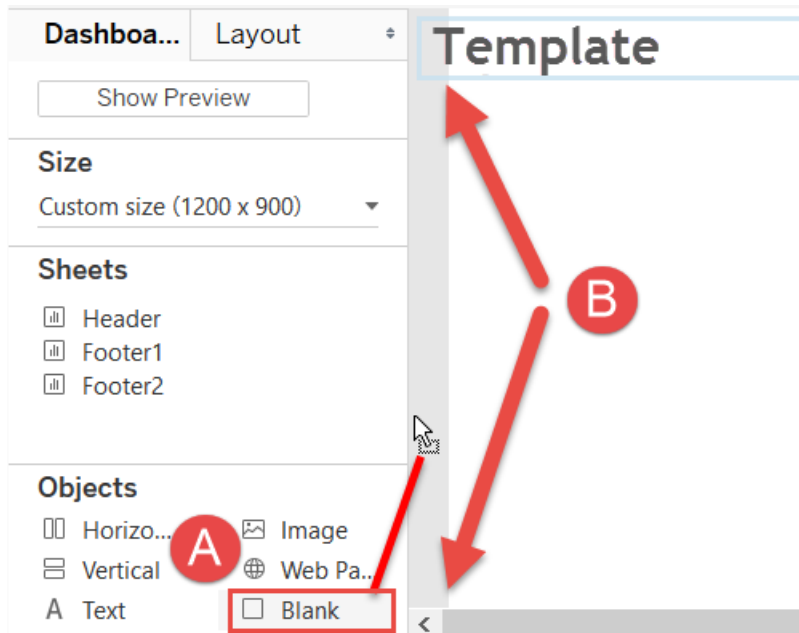 Dashboa... Layout
Template
Show Preview
Size
Custom size (1200 x 900)
Sheets
Header
Footer1
Footer2
B
Objects
Horizo... Image
A
Vertical Web Pa...
A Text Blank